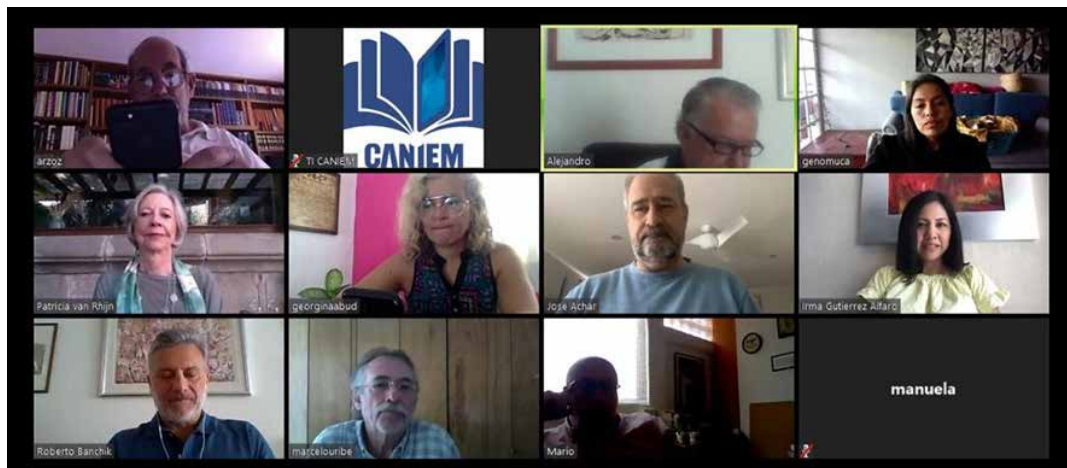 arzoz
CANIEM
TI CANIEM
Alejandro
genomuca
Patricia van Rhijn
georginaabud
Jose Achar
Irma Gutierrez Alfaro
Roberto Banchik
marcelouribe
Mario
manuela